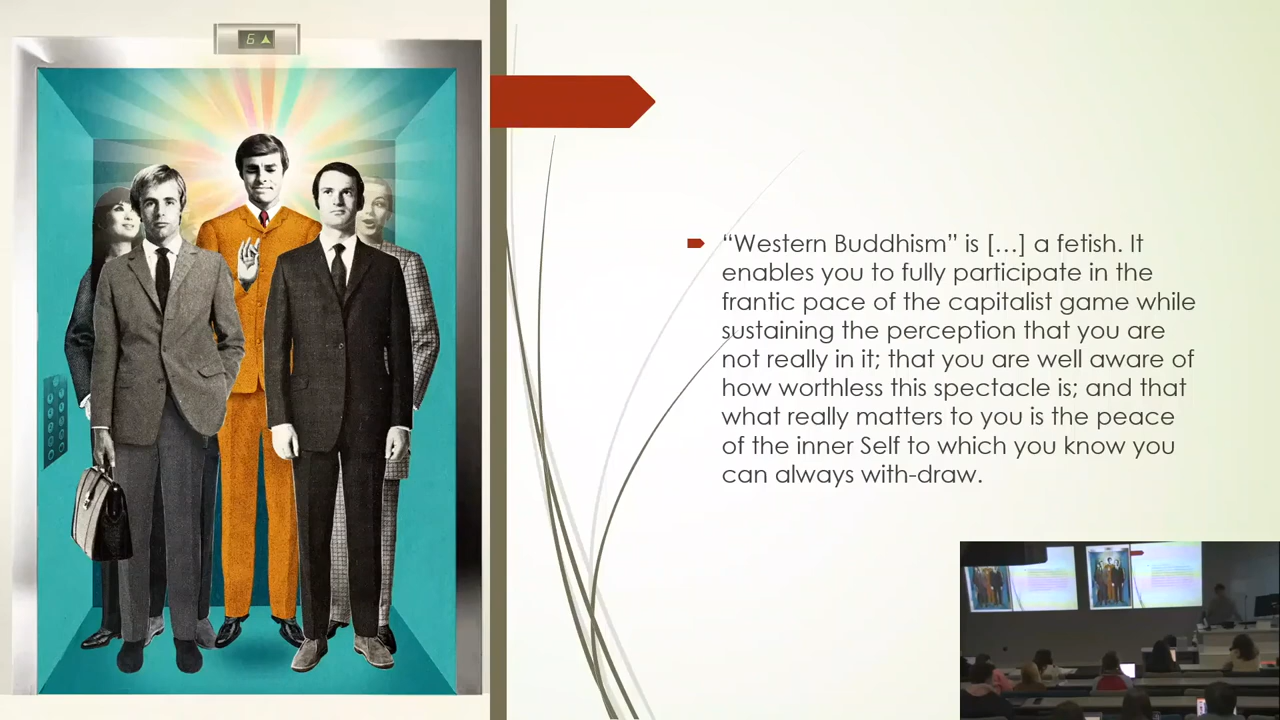 6
“Western Buddhism” is […] a fetish. It
enables you to fully participate in the
frantic pace of the capitalist game while
sustaining the perception that you are
not really in it; that you are well aware of
how worthless this spectacle is; and that
what really matters to you is the peace
of the inner Self to which you know you
can always with-draw.